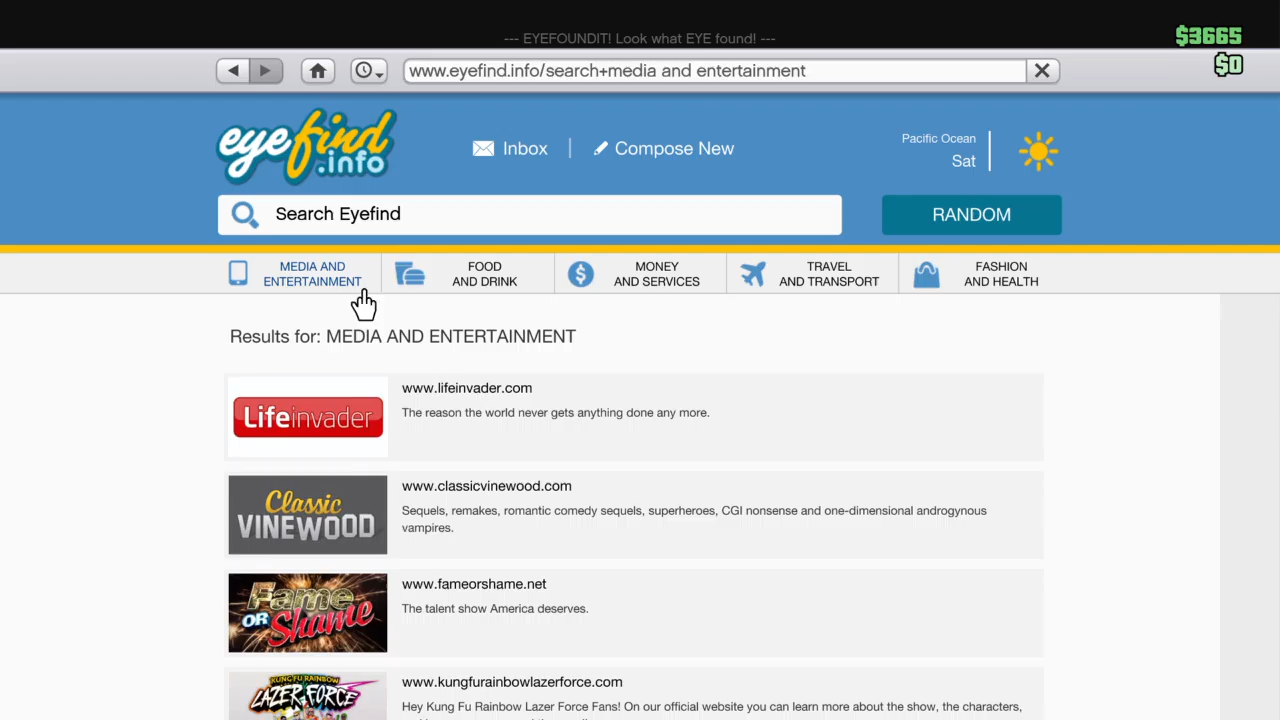 --- EYEFOUNDIT! Look what EYE found! ---
$3665
$0
www.eyefind.info/search+media and entertainment
eyefind
.info
Inbox
Compose New
Pacific Ocean
Sat
Search Eyefind
RANDOM
MEDIA AND
ENTERTAINMENT
FOOD
AND DRINK
MONEY
AND SERVICES
TRAVEL
AND TRANSPORT
FASHION
AND HEALTH
Results for: MEDIA AND ENTERTAINMENT
Lifeinvader
www.lifeinvader.com
The reason the world never gets anything done any more.
Classic
VINEWOOD
www.classicvinewood.com
Sequels, remakes, romantic comedy sequels, superheroes, CGI nonsense and one-dimensional androgynous
vampires.
Fame
OR Shame
www.fameorshame.net
The talent show America deserves.
KUNG FU RAINBOW
LAZER FORCE
www.kungfurainbowlazerforce.com
Hey Kung Fu Rainbow Lazer Force Fans! On our official website you can learn more about the show, the characters,